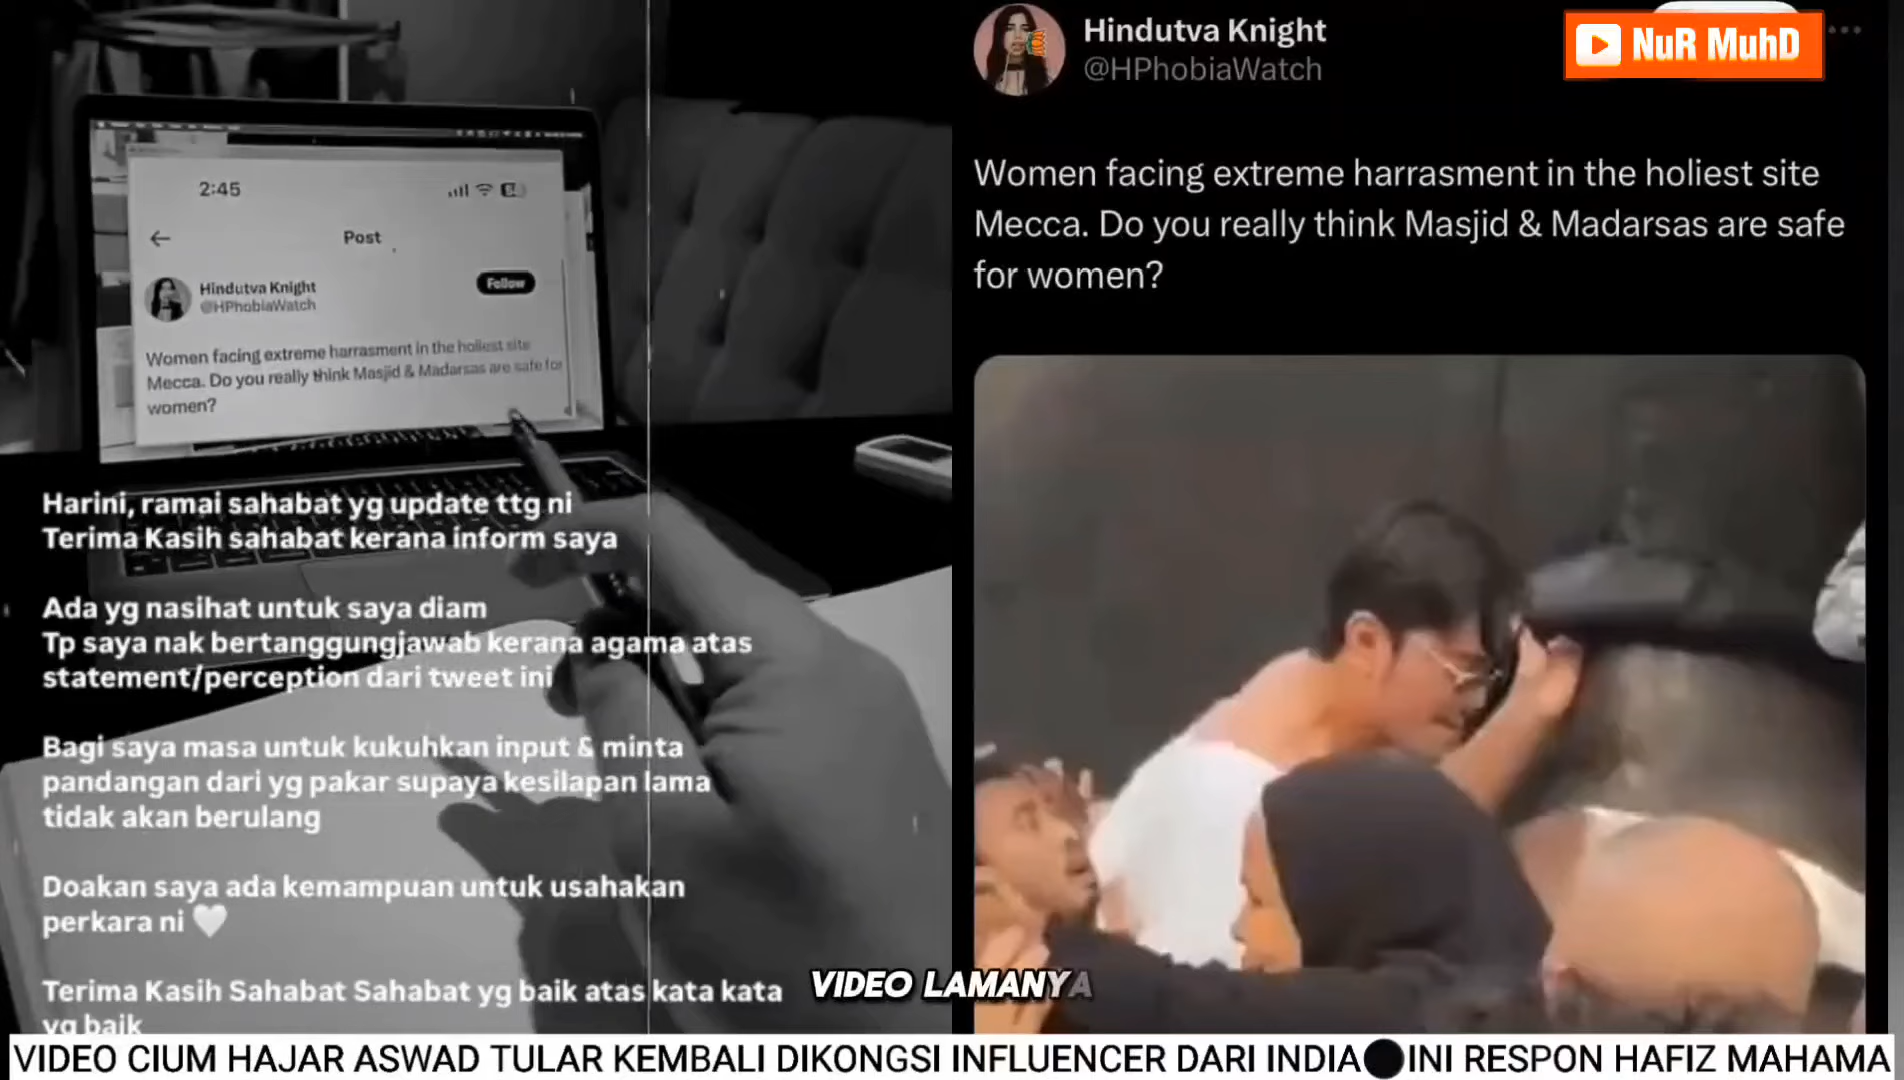 2:45
Post
Hindutva Knight
@HPhobiaWatch
Follow
Women facing extreme harrasment in the holiest site
Mecca. Do you really think Masjid & Madarsas are safe for
women?
Harini, ramai sahabat yg update ttg ni
Terima Kasih sahabat kerana inform saya
Ada yg nasihat untuk saya diam
Tp saya nak bertanggungjawab kerana agama atas
statement/perception dari tweet ini
Bagi saya masa untuk kukuhkan input & minta
pandangan dari yg pakar supaya kesilapan lama
tidak akan berulang
Doakan saya ada kemampuan untuk usahakan
perkara ni 🤍
Terima Kasih Sahabat Sahabat yg baik atas kata kata
yg baik
Hindutva Knight
@HPhobiaWatch
NuR MuhD
Women facing extreme harrasment in the holiest site
Mecca. Do you really think Masjid & Madarsas are safe
for women?
VIDEO LAMANYA
VIDEO CIUM HAJAR ASWAD TULAR KEMBALI DIKONGSI INFLUENCER DARI INDIA●INI RESPON HAFIZ MAHAMA